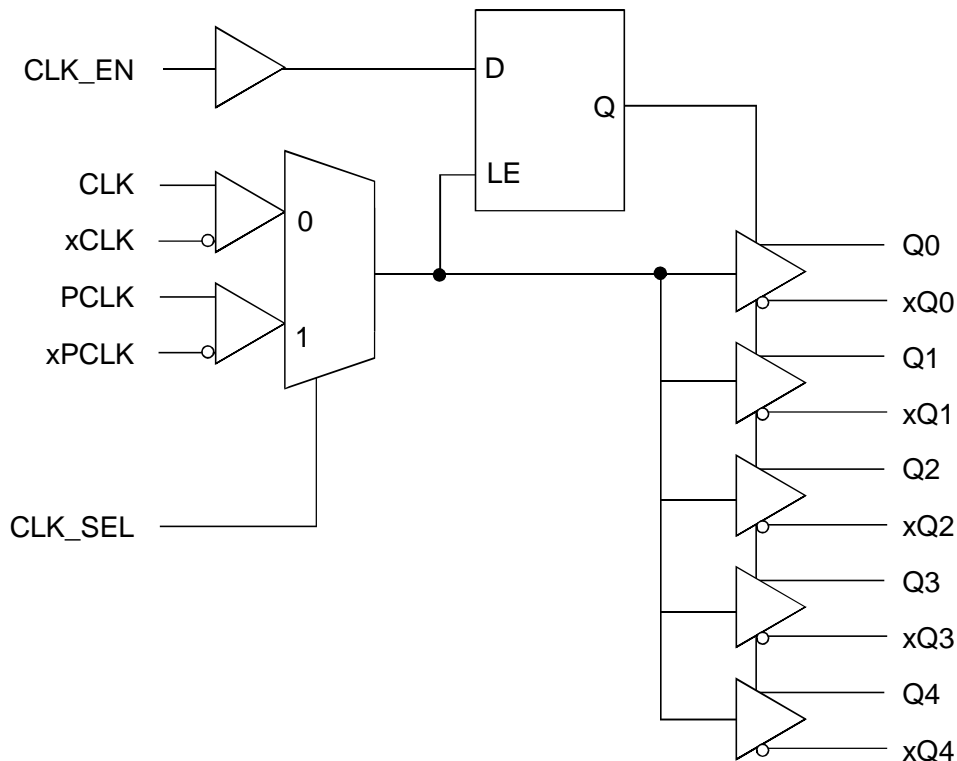 CLK_EN
D
Q
LE
CLK
0
xCLK
PCLK
1
xPCLK
CLK_SEL
Q0
xQ0
Q1
xQ1
Q2
xQ2
Q3
xQ3
Q4
xQ4